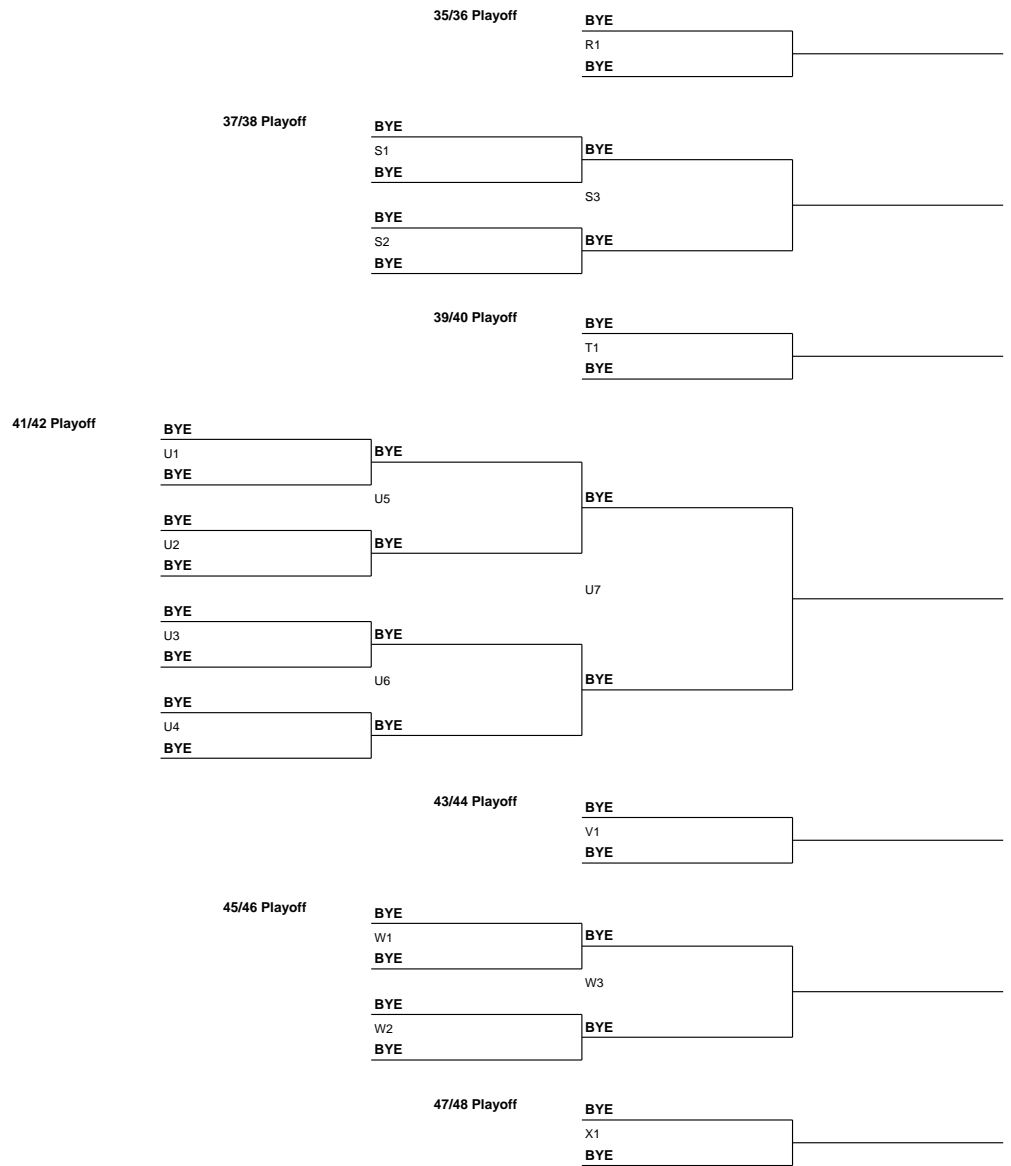 35/36 Playoff
BYE
R1
BYE
37/38 Playoff
BYE
S1
BYE
BYE
S3
BYE
S2
BYE
BYE
39/40 Playoff
BYE
T1
BYE
41/42 Playoff
BYE
U1
BYE
BYE
U5
BYE
BYE
U2
BYE
BYE
U7
BYE
U3
BYE
BYE
U6
BYE
BYE
U4
BYE
BYE
43/44 Playoff
BYE
V1
BYE
45/46 Playoff
BYE
W1
BYE
BYE
W3
BYE
W2
BYE
BYE
47/48 Playoff
BYE
X1
BYE